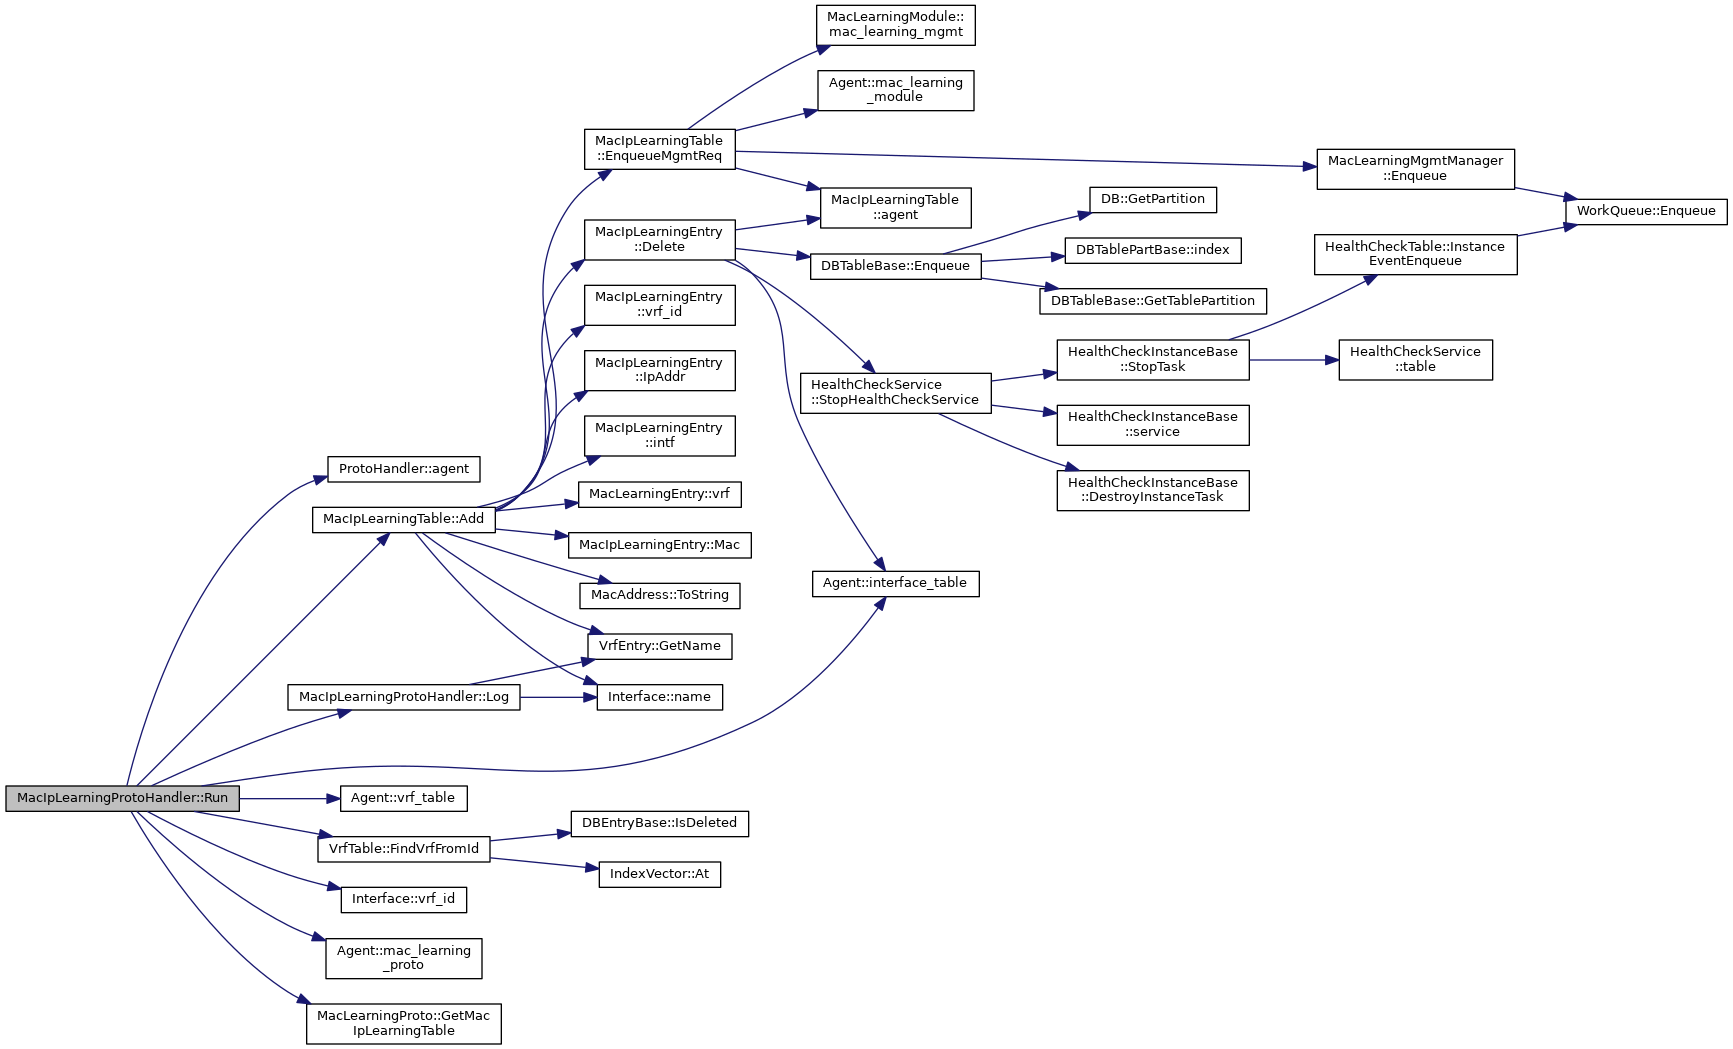 MacLearningModule::
mac_learning_mgmt
Agent::mac_learning
_module
MacIpLearningTable
::EnqueueMgmtReq
MacLearningMgmtManager
::Enqueue
MacIpLearningTable
::agent
DB::GetPartition
WorkQueue::Enqueue
MacIpLearningEntry
::Delete
DBTablePartBase::index
HealthCheckTable::Instance
EventEnqueue
DBTableBase::Enqueue
MacIpLearningEntry
::vrf_id
DBTableBase::GetTablePartition
MacIpLearningEntry
::IpAddr
HealthCheckInstanceBase
::StopTask
HealthCheckService
::table
HealthCheckService
::StopHealthCheckService
MacIpLearningEntry
::intf
HealthCheckInstanceBase
::service
ProtoHandler::agent
HealthCheckInstanceBase
::DestroyInstanceTask
MacLearningEntry::vrf
MacIpLearningTable::Add
MacIpLearningEntry::Mac
Agent::interface_table
MacAddress::ToString
VrfEntry::GetName
MacIpLearningProtoHandler::Log
Interface::name
MacIpLearningProtoHandler::Run
Agent::vrf_table
DBEntryBase::IsDeleted
VrfTable::FindVrfFromId
IndexVector::At
Interface::vrf_id
Agent::mac_learning
_proto
MacLearningProto::GetMac
IpLearningTable